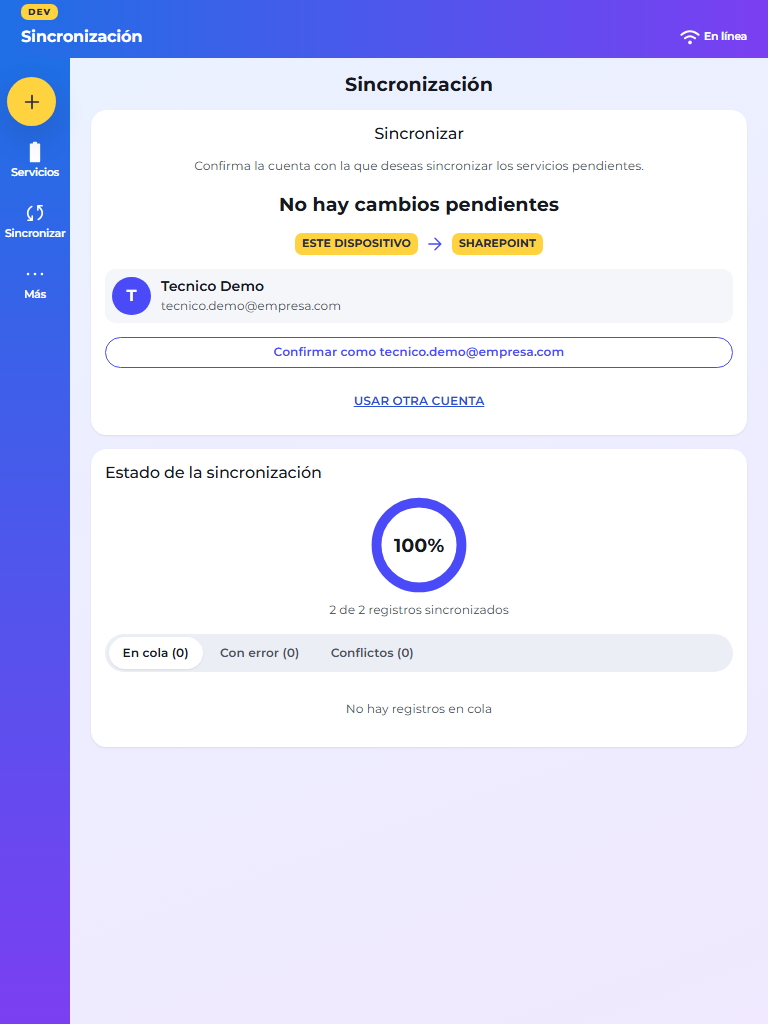 DEV
Sincronización
En línea
Servicios
Sincronizar
Más
Sincronización
Sincronizar
Confirma la cuenta con la que deseas sincronizar los servicios pendientes.
No hay cambios pendientes
ESTE DISPOSITIVO
SHAREPOINT
T
Tecnico Demo
tecnico.demo@empresa.com
Confirmar como tecnico.demo@empresa.com
USAR OTRA CUENTA
Estado de la sincronización
100%
2 de 2 registros sincronizados
En cola (0)
Con error (0)
Conflictos (0)
No hay registros en cola